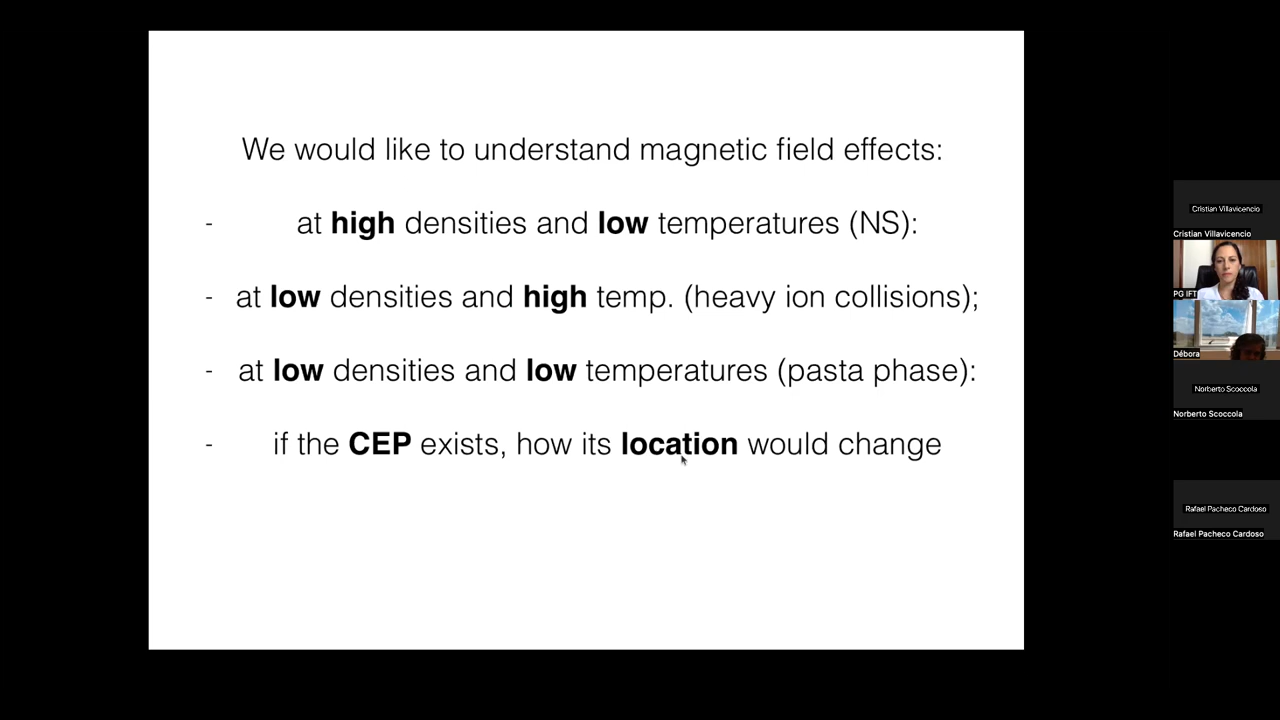 We would like to understand magnetic field effects:
- at high densities and low temperatures (NS):
- at low densities and high temp. (heavy ion collisions);
- at low densities and low temperatures (pasta phase):
- if the CEP exists, how its location would change
Cristian Villavicencio
Cristian Villavicencio
PG IFT
Débora
Norberto Scoccola
Norberto Scoccola
Rafael Pacheco Cardoso
Rafael Pacheco Cardoso